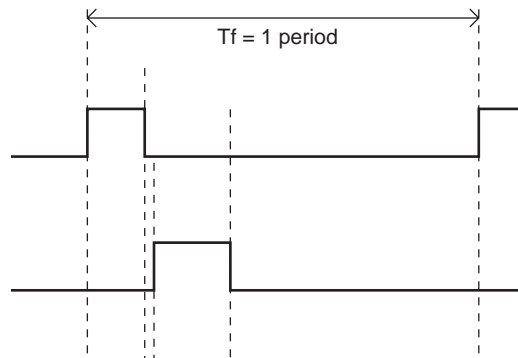 Tf = 1 period